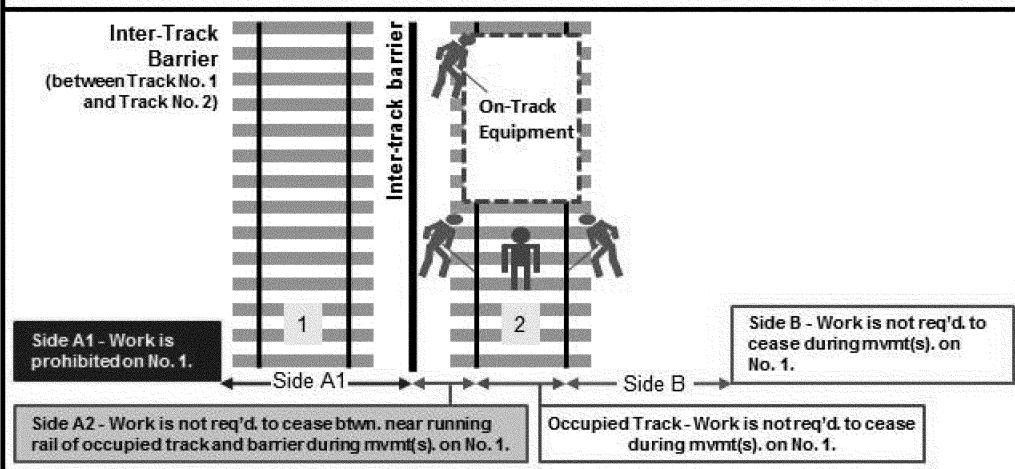 Inter-Track
Barrier
(between Track No. 1
and Track No. 2)
Inter-track barrier
On-Track
Equipment
1
2
Side A1 - Work is
prohibited on No. 1.
Side A1
Side B
Side B - Work is not req'd. to
cease during mvmt(s). on
No. 1.
Side A2 - Work is not req'd. to cease btwn. near running
rail of occupied track and barrier during mvmt(s). on No. 1.
Occupied Track - Work is not req'd. to cease
during mvmt(s). on No. 1.